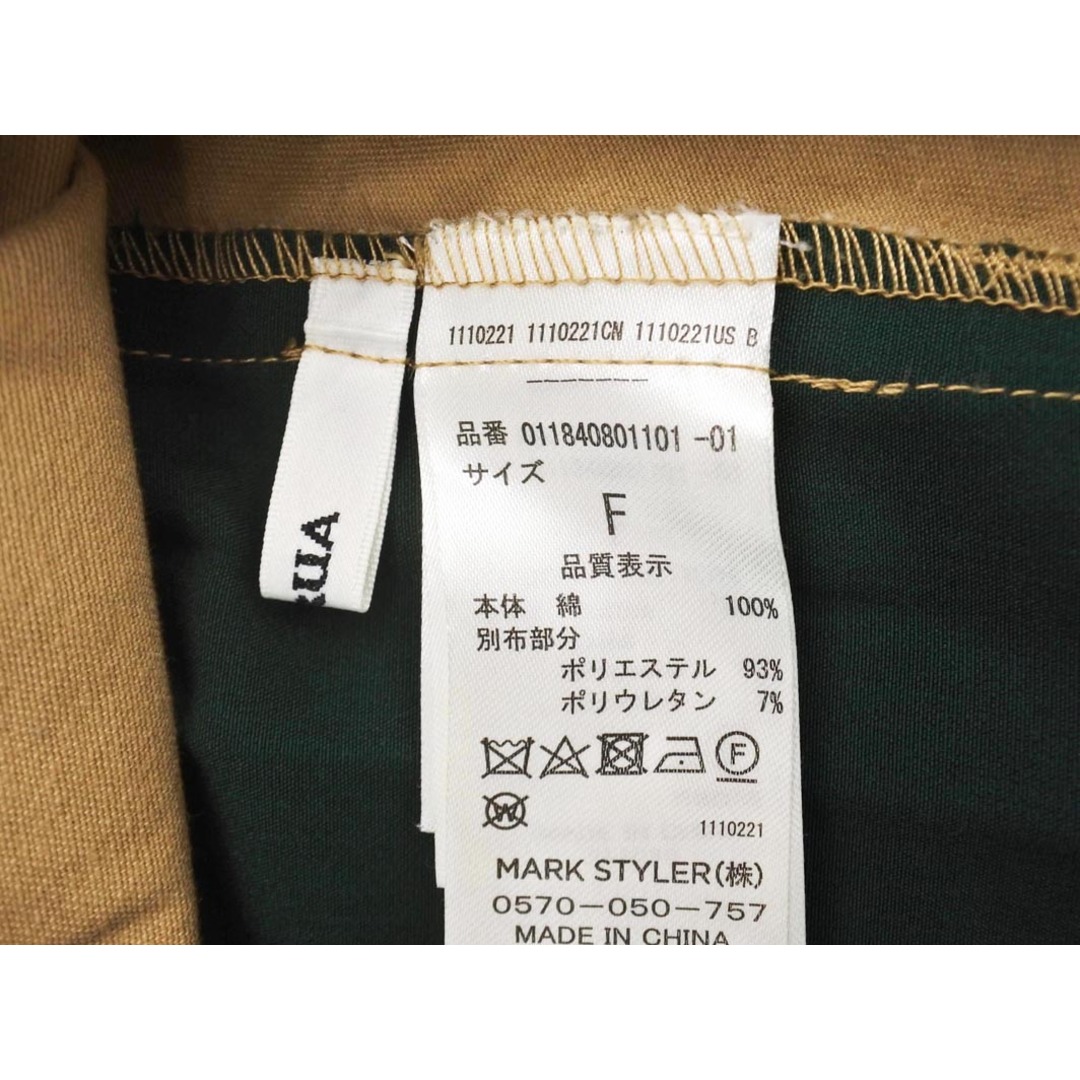 1110221 1110221CN 1110221US B
品番 011840801101 -01
サイズ
F
品質表示
本体 綿 100%
別布部分
ポリエステル 93%
ポリウレタン 7%
F
W
1110221
MARK STYLER(株)
0570-050-757
MADE IN CHINA